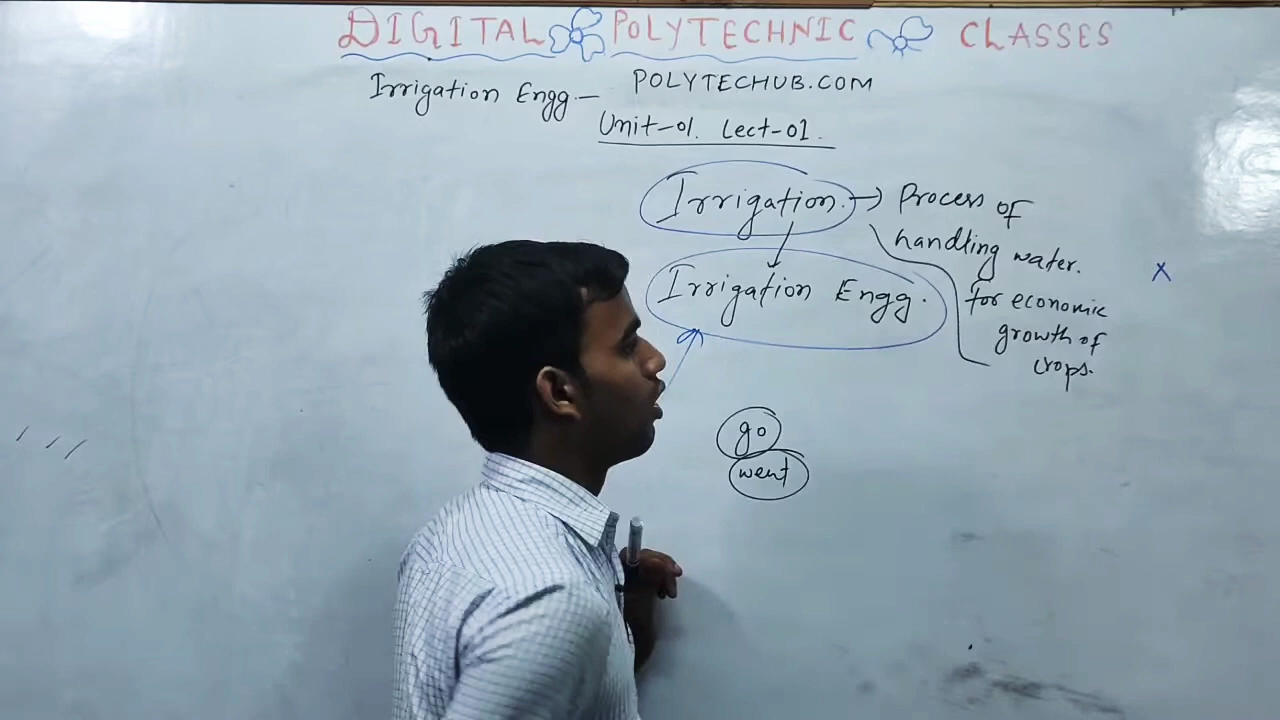 DIGITAL POLYTECHNIC CLASSES
Irrigation Engg.— POLYTECHUB.COM
Unit-01. Lect-01.
Irrigation. → Process of
handling water.
Irrigation Engg. for economic
growth of
crops.
x
go
went